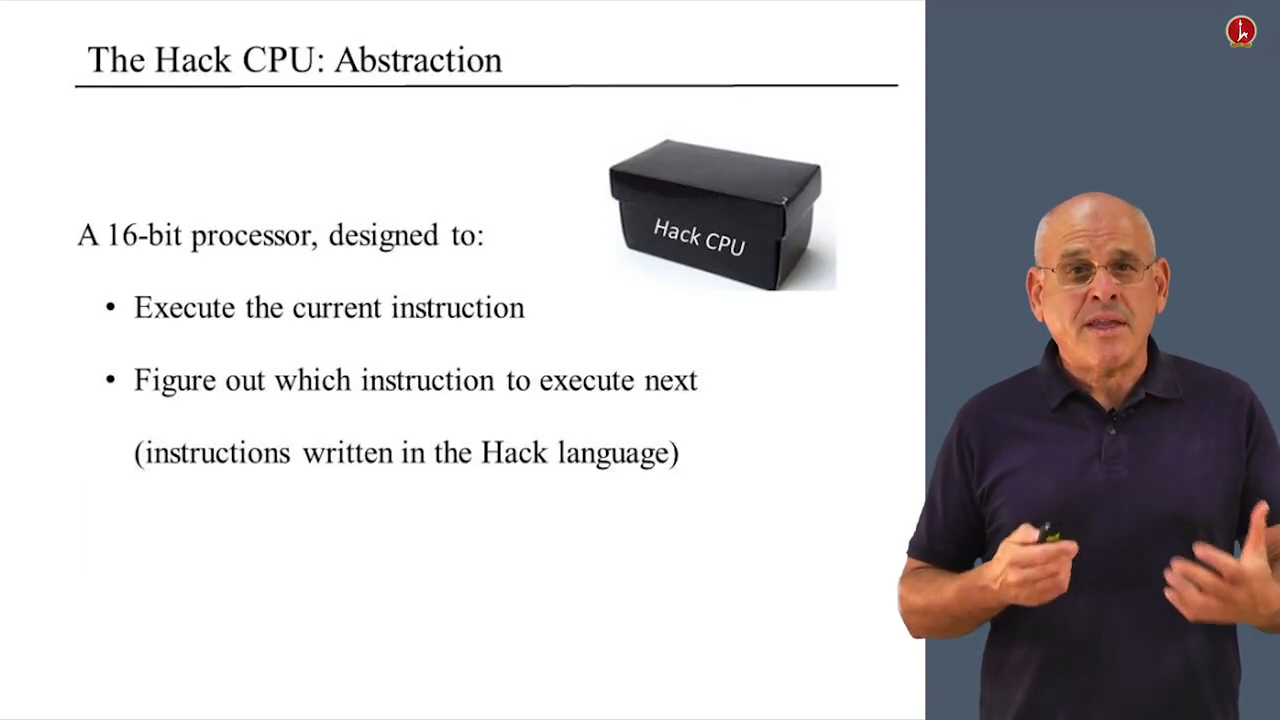 The Hack CPU: Abstraction
Hack CPU
A 16-bit processor, designed to:
• Execute the current instruction
• Figure out which instruction to execute next
(instructions written in the Hack language)